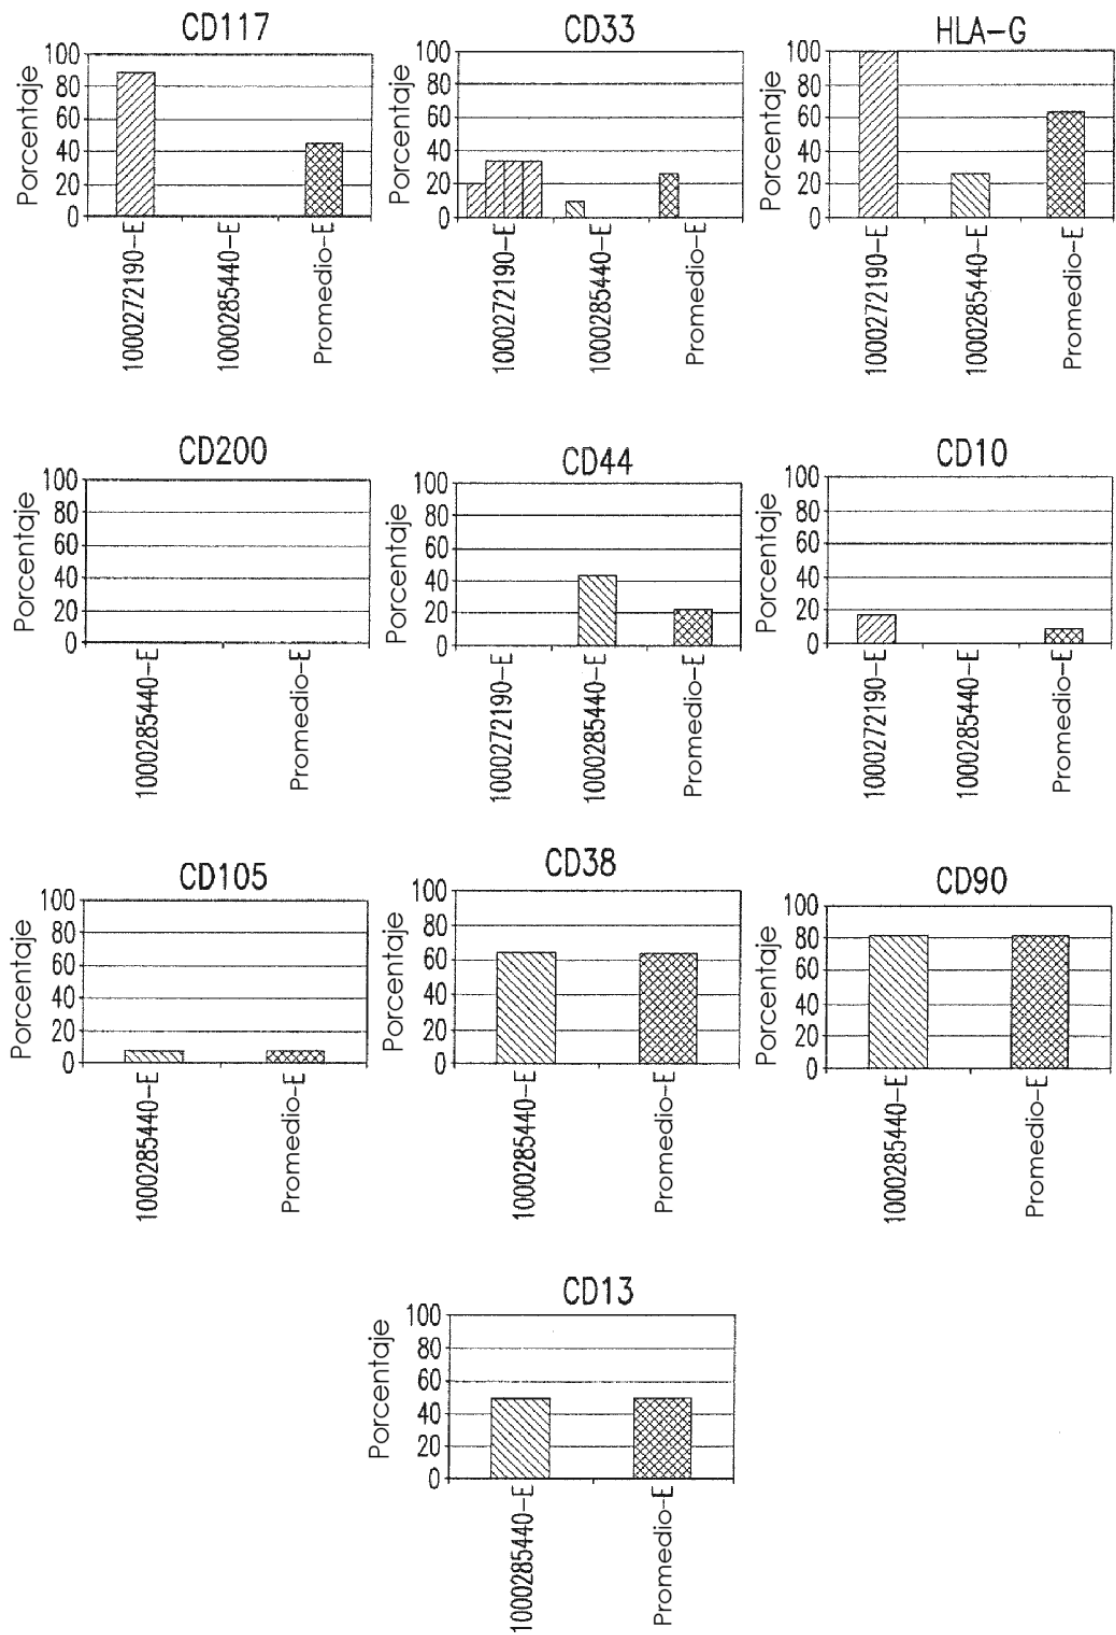 CD117
Porcentaje
100
80
60
40
20
0
1000272190-E
1000285440-E
Promedio-E
CD33
Porcentaje
100
80
60
40
20
0
1000272190-E
1000285440-E
Promedio-E
HLA-G
Porcentaje
100
80
60
40
20
0
1000272190-E
1000285440-E
Promedio-E
CD200
Porcentaje
100
80
60
40
20
0
1000285440-E
Promedio-E
CD44
Porcentaje
100
80
60
40
20
0
1000272190-E
1000285440-E
Promedio-E
CD10
Porcentaje
100
80
60
40
20
0
1000272190-E
1000285440-E
Promedio-E
CD105
Porcentaje
100
80
60
40
20
0
1000285440-E
Promedio-E
CD38
Porcentaje
100
80
60
40
20
0
1000285440-E
Promedio-E
CD90
Porcentaje
100
80
60
40
20
0
1000285440-E
Promedio-E
CD13
Porcentaje
100
80
60
40
20
0
1000285440-E
Promedio-E